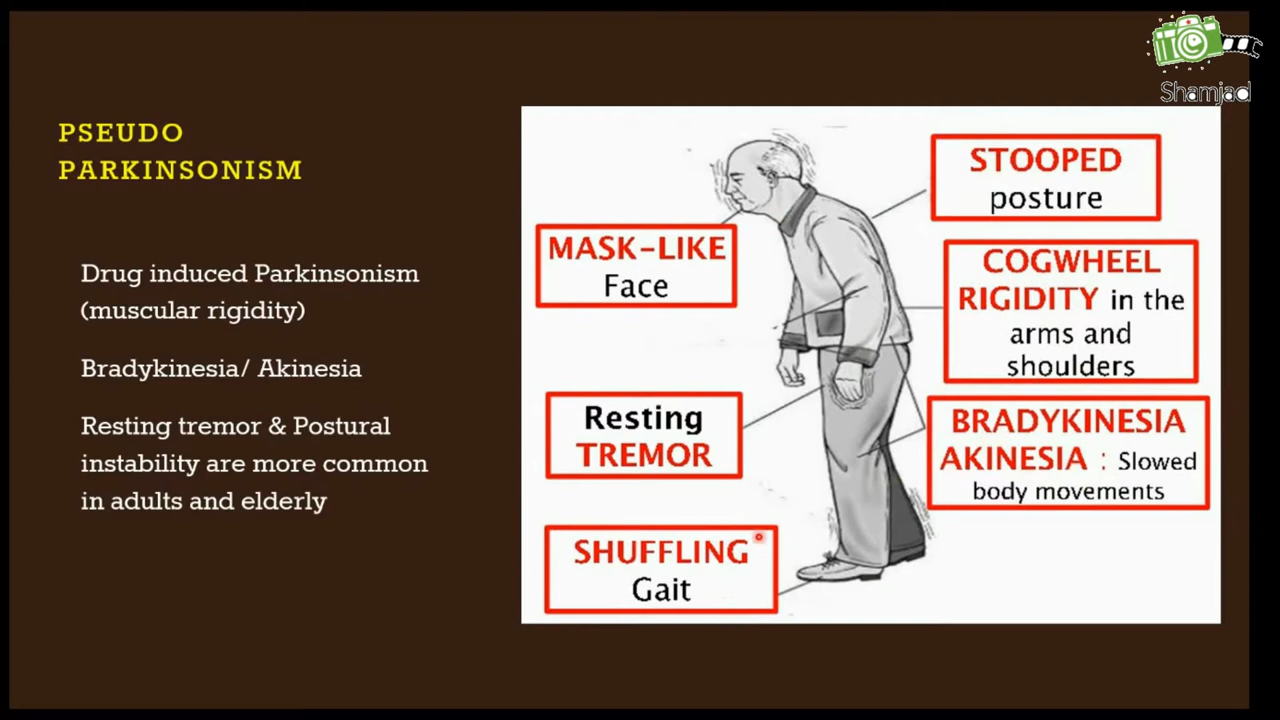 Shamjad
PSEUDO
PARKINSONISM
Drug induced Parkinsonism
(muscular rigidity)
Bradykinesia/ Akinesia
Resting tremor & Postural
instability are more common
in adults and elderly
STOOPED
posture
MASK-LIKE
Face
COGWHEEL
RIGIDITY in the
arms and
shoulders
Resting
TREMOR
BRADYKINESIA
AKINESIA : Slowed
body movements
SHUFFLING
Gait